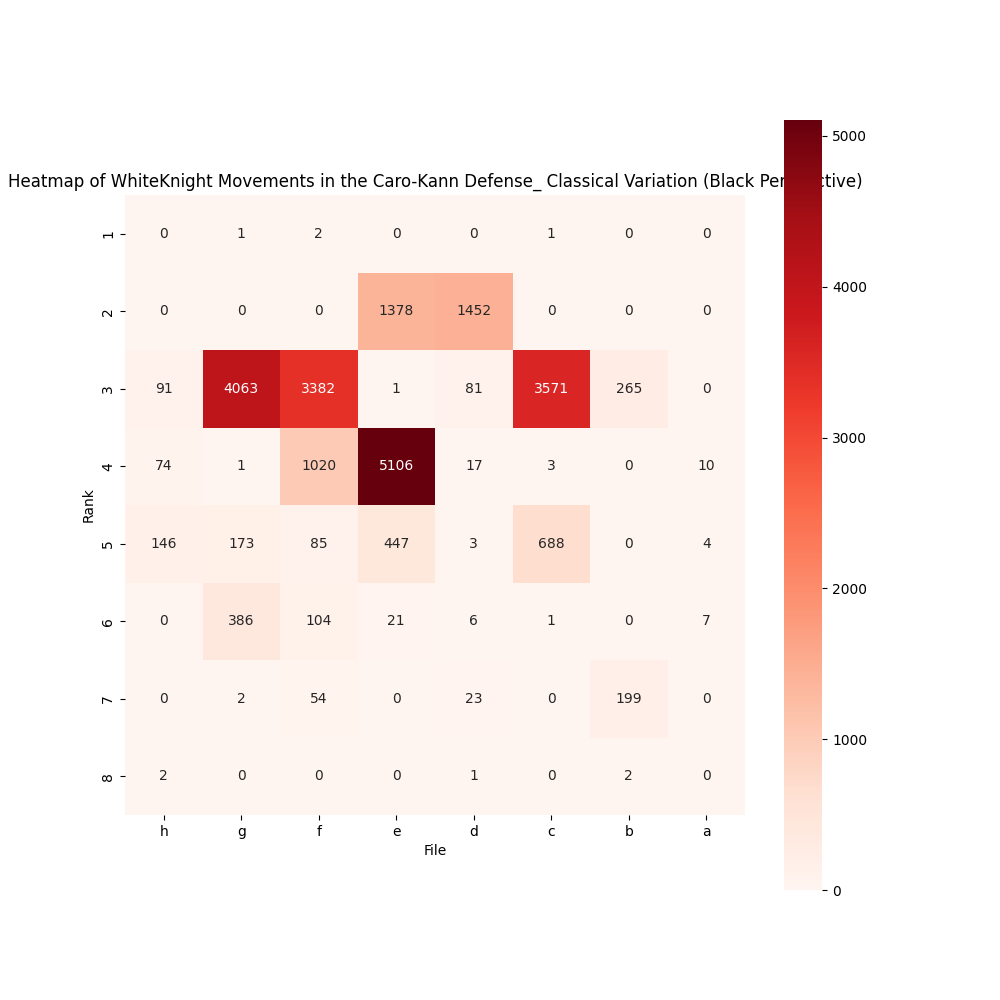 Heatmap of WhiteKnight Movements in the Caro-Kann Defense_ Classical Variation (Black Per ctive)
1 0 1 2 0 0 1 0 0
2 0 0 0 1378 1452 0 0 0
3 91 4063 3382 1 81 3571 265 0
4 74 1 1020 5106 17 3 0 10
5 146 173 85 447 3 688 0 4
6 0 386 104 21 6 1 0 7
7 0 2 54 0 23 0 199 0
8 2 0 0 0 1 0 2 0
h g f e d c b a
File
Rank
5000
4000
3000
2000
1000
0